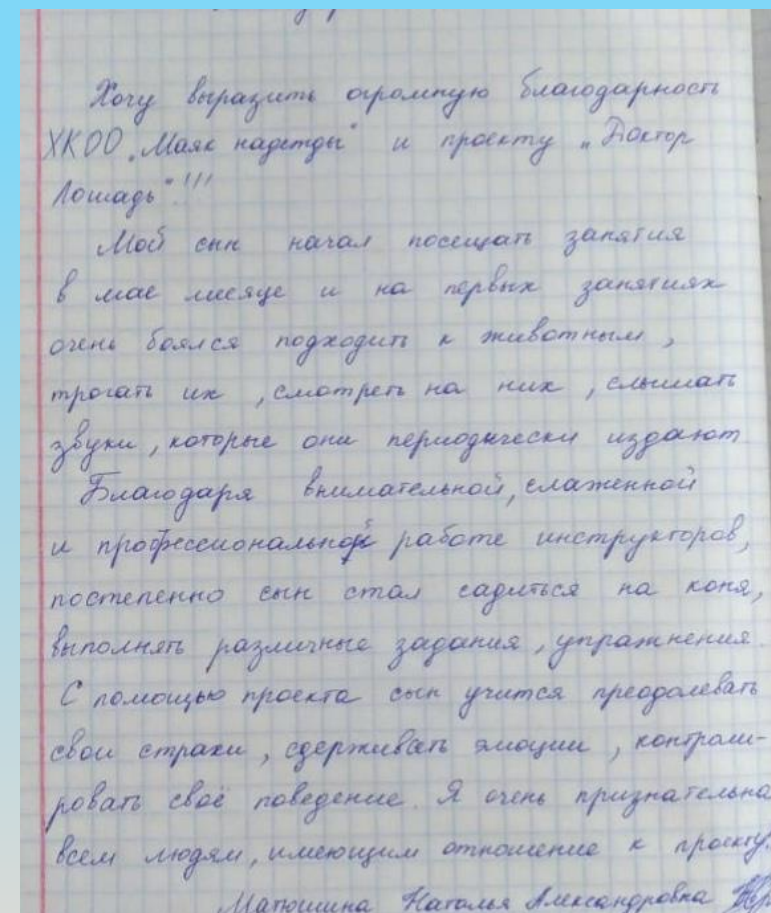 Хочу выразить огромную благодарность
ХКОО „Маяк надежды" и проекту „Доктор
Лошадь"!!!
Мой сын начал посещать занятия
в мае месяце и на первых занятиях
очень боялся подходить к животным,
трогать их, смотреть на них, слышать
звуки, которые они периодически издают
Благодаря внимательной, слаженной
и профессиональной работе инструкторов,
постепенно сын стал садиться на коня,
выполнять различные задания, упражнения.
С помощью проекта сын учится преодолевать
свои страхи, сдерживать эмоции, контроли-
ровать своё поведение. Я очень признательна
всем людям, имеющим отношение к проекту.
Матюшина Наталья Александровна